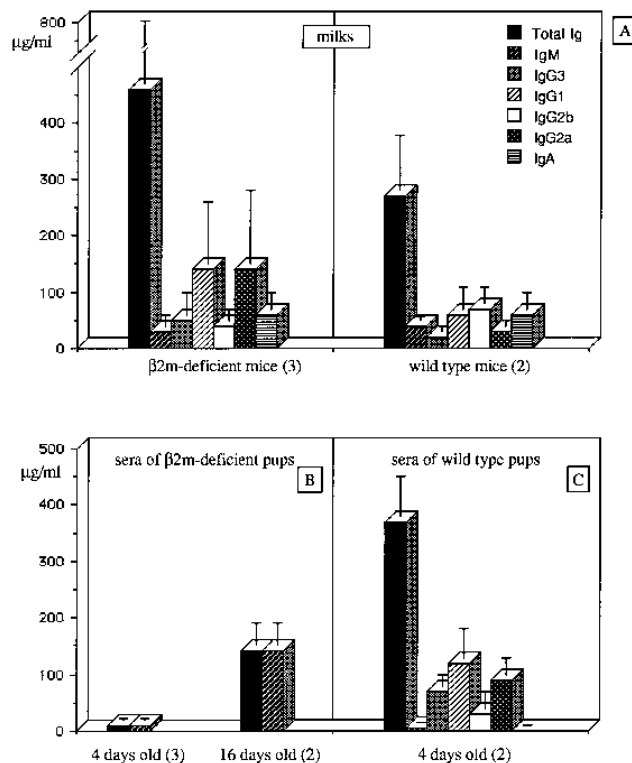 800
µg/ml
milks
A
Total Ig
IgM
IgG3
IgG1
IgG2b
IgG2a
IgA
400
300
200
100
0
β2m-deficient mice (3)
wild type mice (2)
500
µg/ml
sera of β2m-deficient pups
B
sera of wild type pups
C
400
300
200
100
0
4 days old (3)
16 days old (2)
4 days old (2)